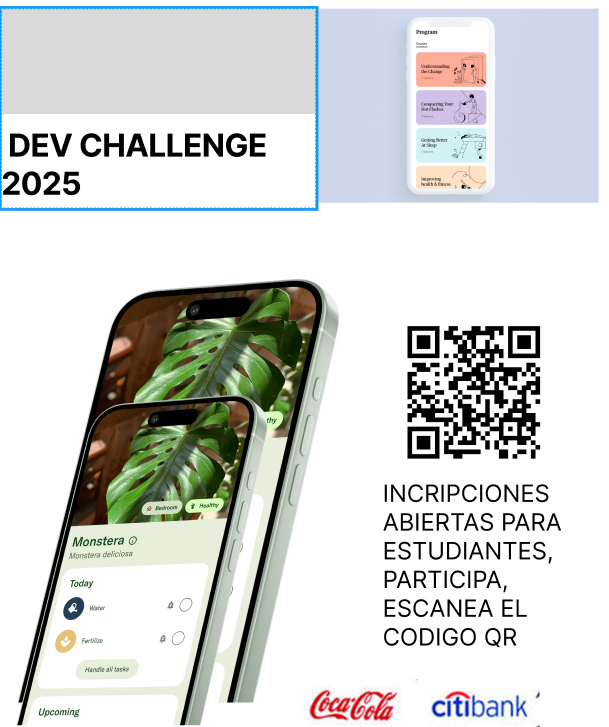 DEV CHALLENGE
2025
Program
Courses
Understanding
the Change
Conquering Your
Hot Flashes
Getting Better
At Sleep
Improving
health & fitness
thy
Bedroom
Healthy
Monstera
Monstera deliciosa
Today
Water
Fertilize
Handle all tasks
Upcoming
INCRIPCIONES
ABIERTAS PARA
ESTUDIANTES,
PARTICIPA,
ESCANEA EL
CODIGO QR
Coca-Cola
citibank